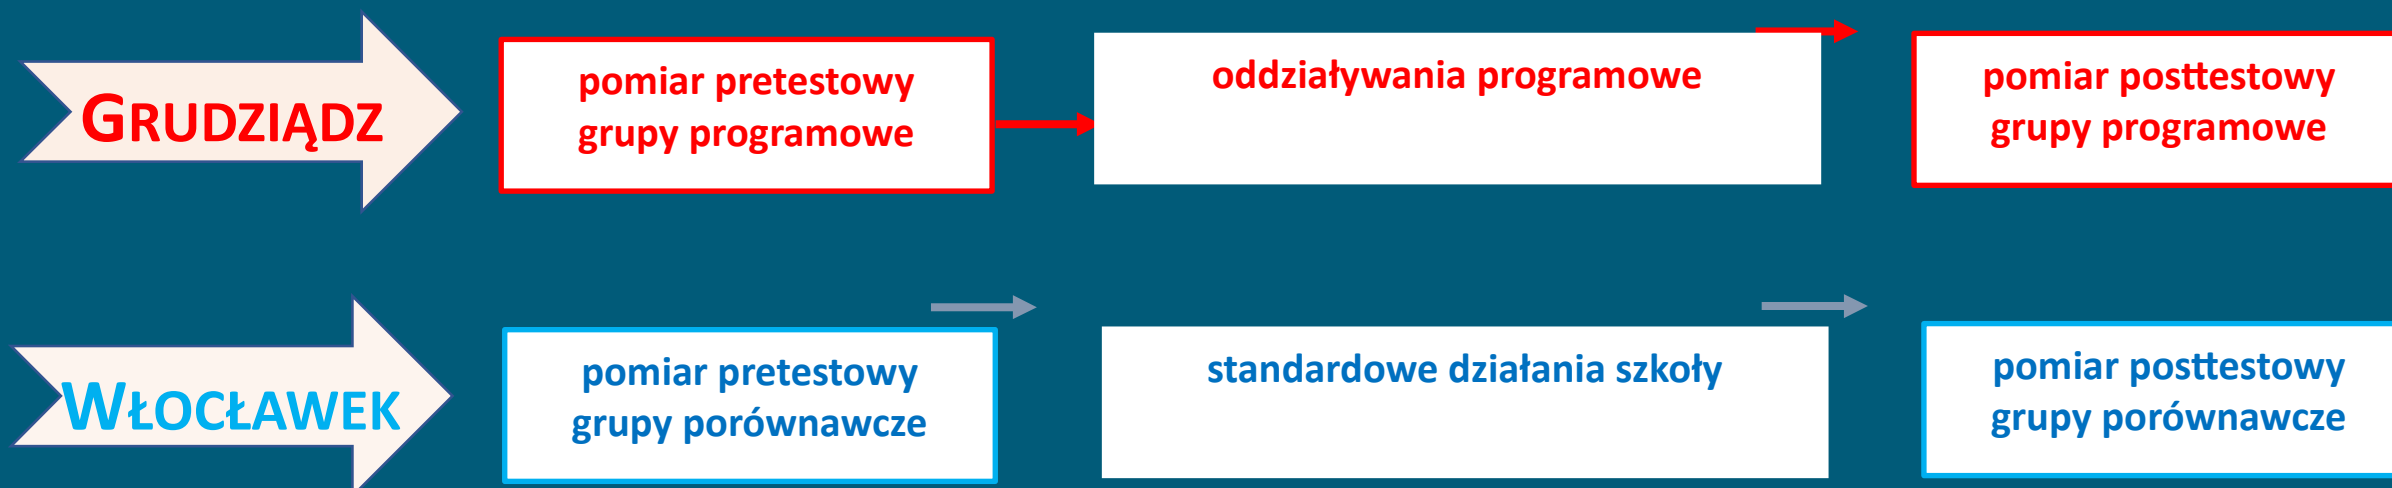 GRUDZIĄDZ
pomiar pretestowy
grupy programowe
oddziaływania programowe
pomiar posttestowy
grupy programowe
WŁOCŁAWEK
pomiar pretestowy
grupy porównawcze
standardowe działania szkoły
pomiar posttestowy
grupy porównawcze